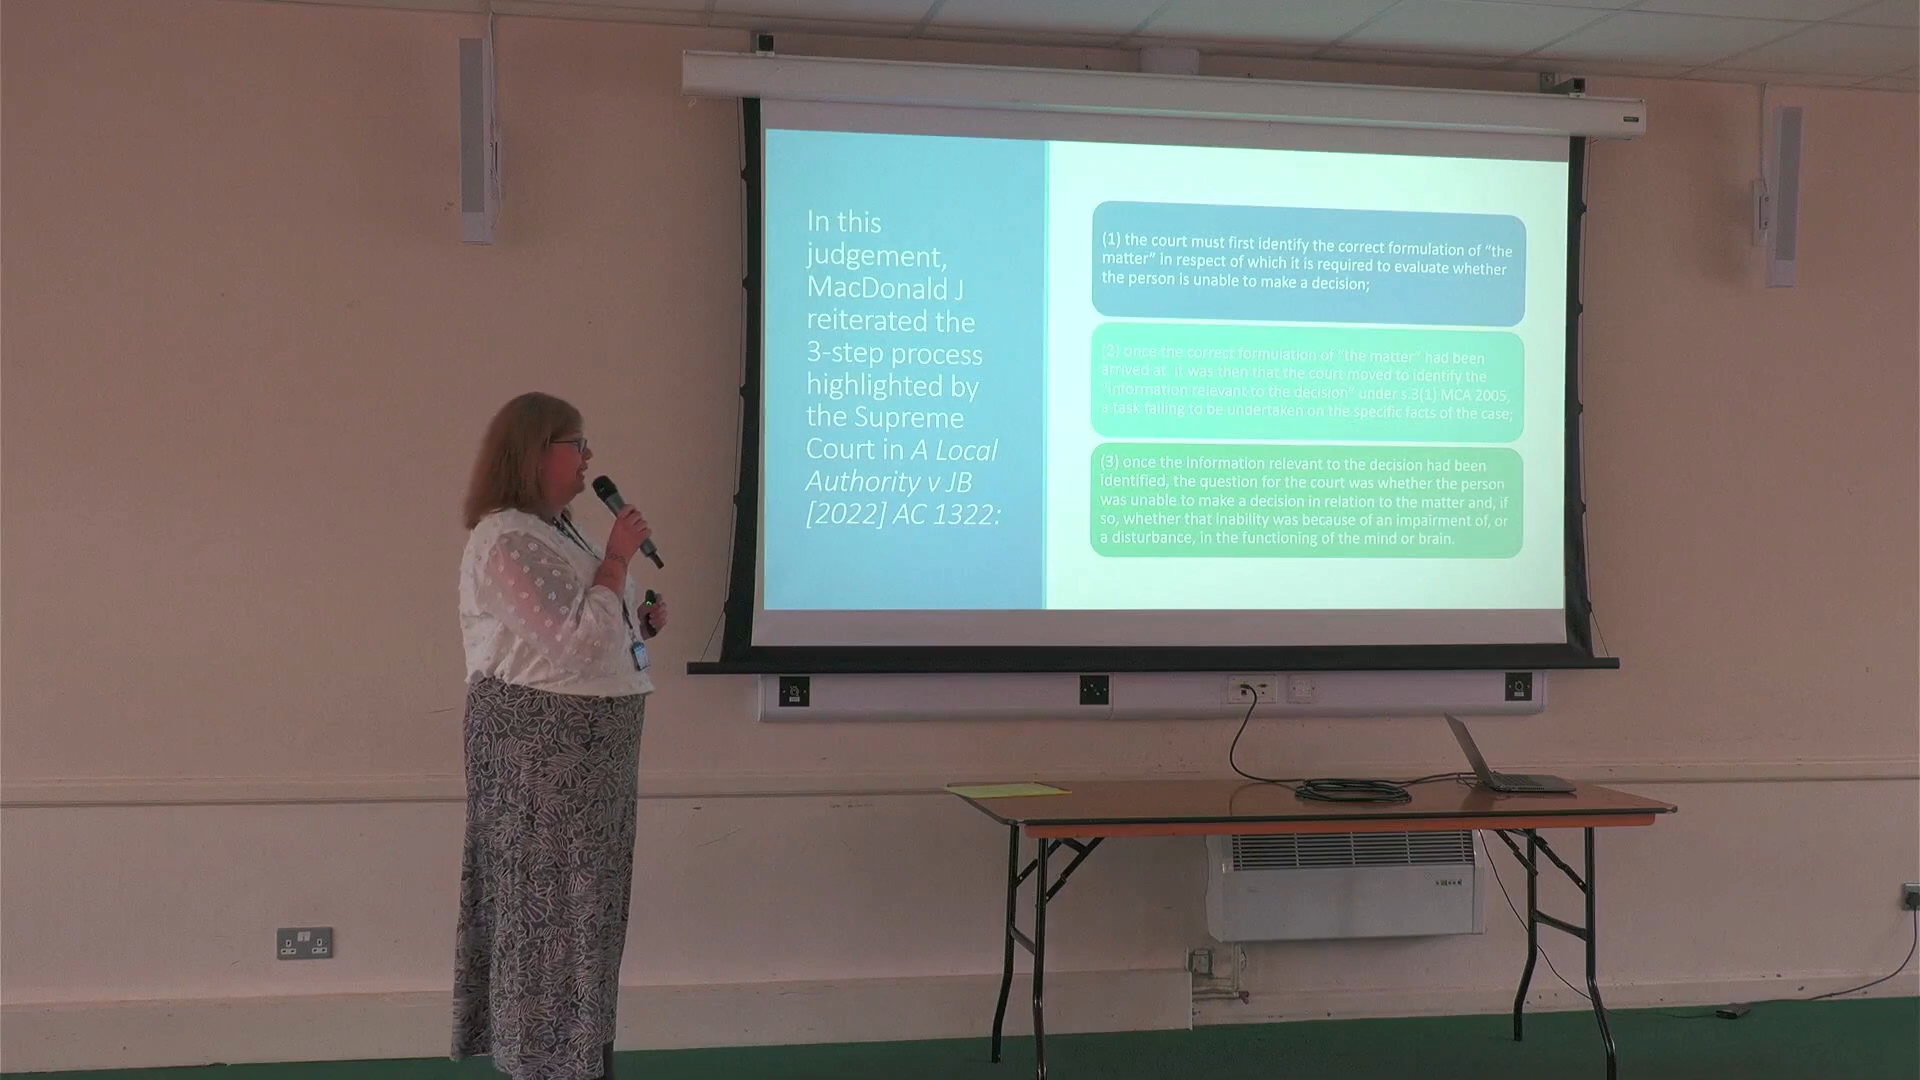 In this
judgement,
MacDonald J
reiterated the
3-step process
highlighted by
the Supreme
Court in A Local
Authority v JB
[2022] AC 1322:
(1) the court must first identify the correct formulation of “the
matter” in respect of which it is required to evaluate whether
the person is unable to make a decision;
(2) once the correct formulation of “the matter” had been
arrived at, it was then that the court moved to identify the
“information relevant to the decision” under s.3(1) MCA 2005,
a task falling to be undertaken on the specific facts of the case;
(3) once the information relevant to the decision had been
identified, the question for the court was whether the person
was unable to make a decision in relation to the matter and, if
so, whether that inability was because of an impairment of, or
a disturbance, in the functioning of the mind or brain.